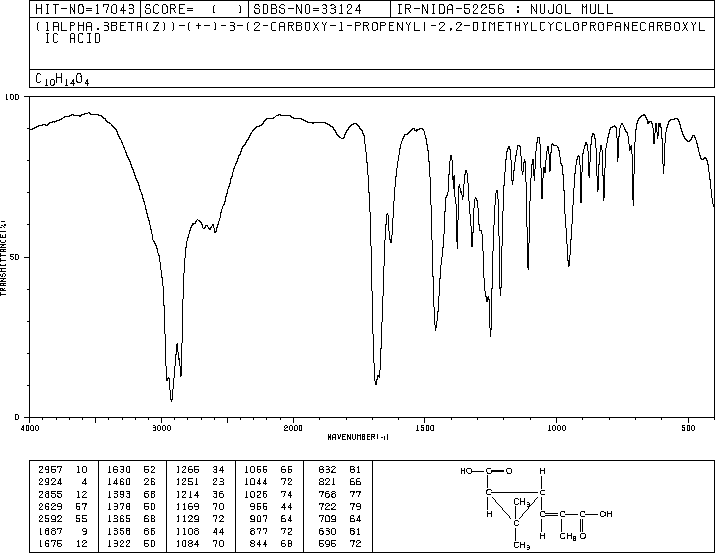 HIT-NO=17043 SCORE= ( ) SDBS-NO=33124 IR-NIDA-52256 : NUJOL MULL
(1ALPHA,3BETA(Z))-(+-)-3-(2-CARBOXY-1-PROPENYL)-2,2-DIMETHYLCYCLOPROPANECARBOXYL
IC ACID
C10H14O4
100
50
0
TRANSMITTANCE(%)
4000 3000 2000 1500 1000 500
WAVENUMBER(-1)
2967 10 1630 52 1266 34 1066 66 832 81
2924 4 1460 26 1251 23 1044 72 821 66
2855 12 1393 68 1214 36 1026 74 768 77
2629 57 1378 50 1169 70 966 44 722 79
2592 55 1365 68 1129 72 907 64 709 64
1687 9 1358 66 1108 44 877 72 630 81
1675 12 1322 50 1084 70 844 68 595 72
HO C O H
C C
CH3
H C C C C OH
CH3 H CH3 O